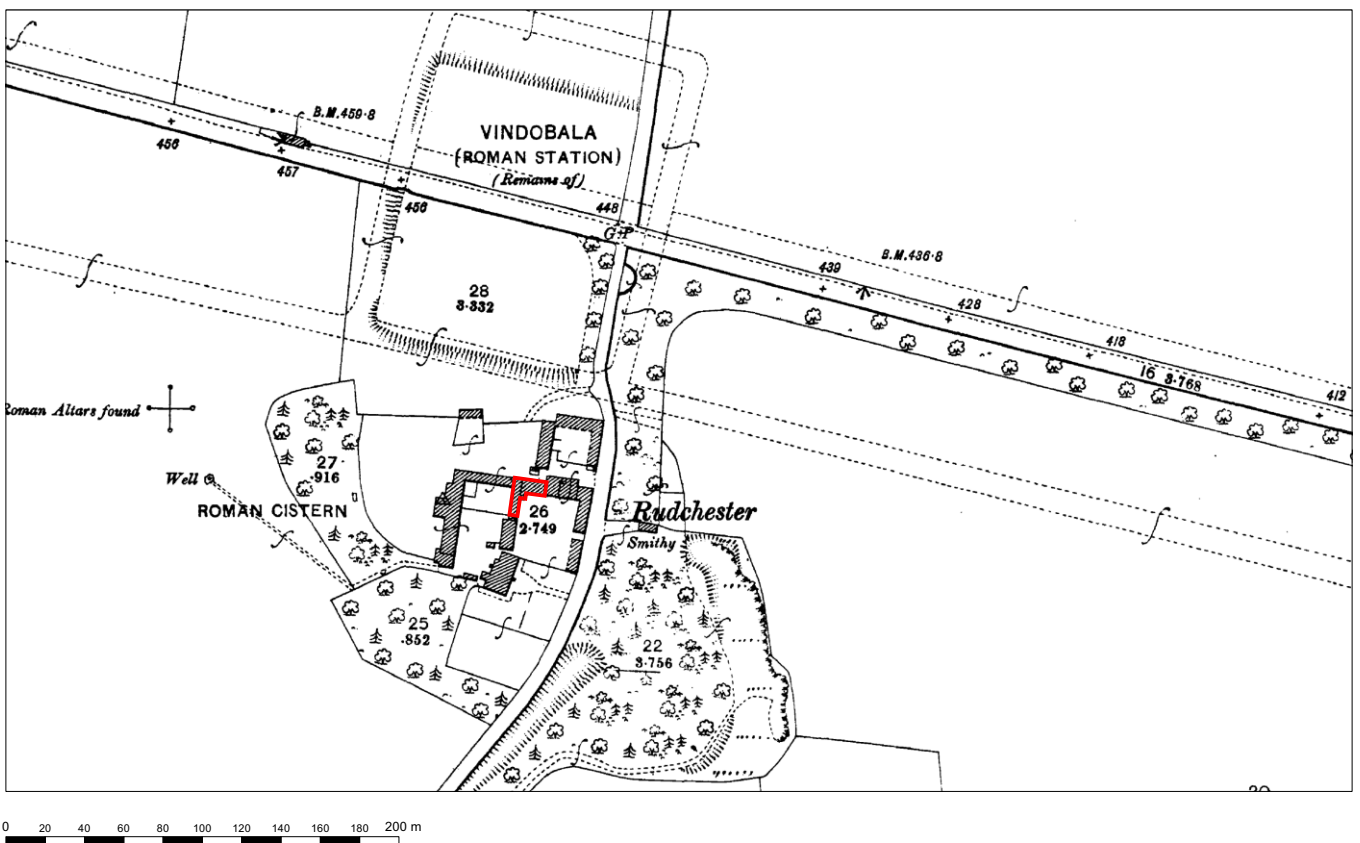 B.M.459·8
456
457
456
VINDOBALA
(ROMAN STATION)
(Remains of)
448
G.P
B.M.436·8
439
428
418
16 3·768
412
28
3·332
Roman Altars found
27
·916
Well
ROMAN CISTERN
26
2·749
Rudchester
Smithy
25
·852
22
3·756
0 20 40 60 80 100 120 140 160 180 200 m